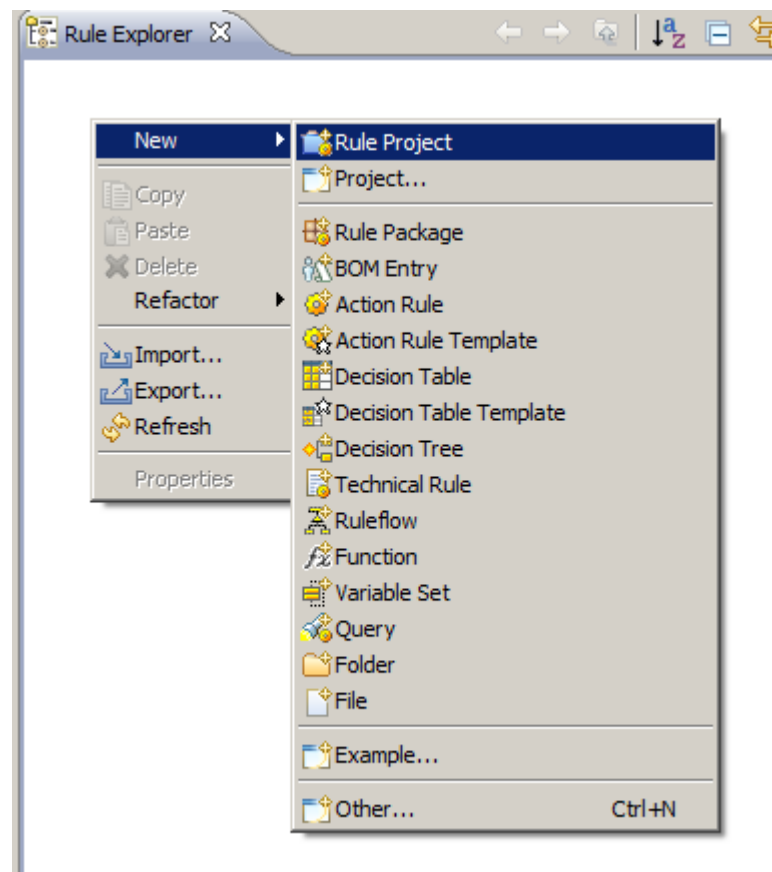 Rule Explorer
New
Copy
Paste
Delete
Refactor
Import...
Export...
Refresh
Properties
Rule Project
Project...
Rule Package
BOM Entry
Action Rule
Action Rule Template
Decision Table
Decision Table Template
Decision Tree
Technical Rule
Ruleflow
Function
Variable Set
Query
Folder
File
Example...
Other... Ctrl+N